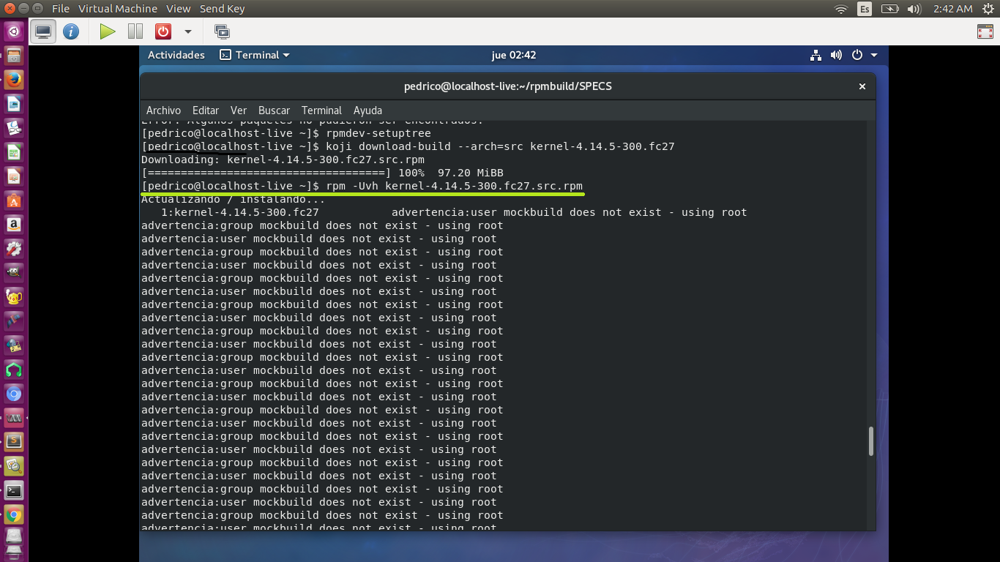 File Virtual Machine View Send Key
Es 2:42 AM
Actividades Terminal jue 02:42
pedrico@localhost-live:~/rpmbuild/SPECS
Archivo Editar Ver Buscar Terminal Ayuda
Error: Algunos paquetes no pudieron ser encontrados.
[pedrico@localhost-live ~]$ rpmdev-setuptree
[pedrico@localhost-live ~]$ koji download-build --arch=src kernel-4.14.5-300.fc27
Downloading: kernel-4.14.5-300.fc27.src.rpm
[====================================] 100%  97.20 MiBB
[pedrico@localhost-live ~]$ rpm -Uvh kernel-4.14.5-300.fc27.src.rpm
Actualizando / instalando...
   1:kernel-4.14.5-300.fc27           advertencia:user mockbuild does not exist - using root
advertencia:group mockbuild does not exist - using root
advertencia:user mockbuild does not exist - using root
advertencia:group mockbuild does not exist - using root
advertencia:user mockbuild does not exist - using root
advertencia:group mockbuild does not exist - using root
advertencia:user mockbuild does not exist - using root
advertencia:group mockbuild does not exist - using root
advertencia:user mockbuild does not exist - using root
advertencia:group mockbuild does not exist - using root
advertencia:user mockbuild does not exist - using root
advertencia:group mockbuild does not exist - using root
advertencia:user mockbuild does not exist - using root
advertencia:group mockbuild does not exist - using root
advertencia:user mockbuild does not exist - using root
advertencia:group mockbuild does not exist - using root
advertencia:user mockbuild does not exist - using root
advertencia:group mockbuild does not exist - using root
advertencia:user mockbuild does not exist - using root
advertencia:group mockbuild does not exist - using root
advertencia:user mockbuild does not exist - using root
advertencia:group mockbuild does not exist - using root
advertencia:user mockbuild does not exist - using root
advertencia:group mockbuild does not exist - using root
advertencia:user mockbuild does not exist - using root